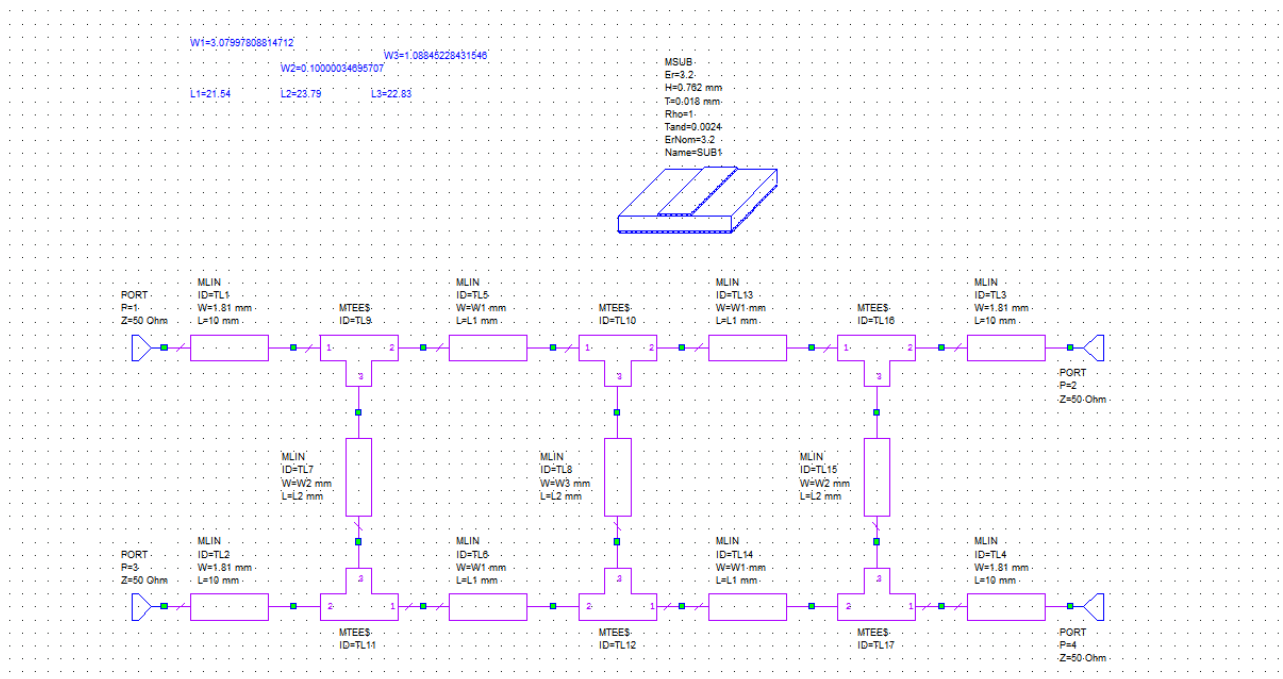 W1=3.07997808814712
W3=1.08845228431546
W2=0.10000034695707
L1=21.54
L2=23.79
L3=22.83
MSUB
Er=3.2
H=0.762 mm
T=0.018 mm
Rho=1
Tand=0.0024
ErNom=3.2
Name=SUB1
PORT
P=1
Z=50 Ohm
MLIN
ID=TL1
W=1.81 mm
L=10 mm
MTEE$
ID=TL9
MLIN
ID=TL5
W=W1 mm
L=L1 mm
MTEE$
ID=TL10
MLIN
ID=TL13
W=W1 mm
L=L1 mm
MTEE$
ID=TL16
MLIN
ID=TL3
W=1.81 mm
L=10 mm
1
2
3
1
2
3
1
2
3
PORT
P=2
Z=50 Ohm
MLIN
ID=TL7
W=W2 mm
L=L2 mm
MLIN
ID=TL8
W=W3 mm
L=L2 mm
MLIN
ID=TL15
W=W2 mm
L=L2 mm
PORT
P=3
Z=50 Ohm
MLIN
ID=TL2
W=1.81 mm
L=10 mm
MLIN
ID=TL6
W=W1 mm
L=L1 mm
MLIN
ID=TL14
W=W1 mm
L=L1 mm
MLIN
ID=TL4
W=1.81 mm
L=10 mm
3
2
1
3
2
1
3
2
1
MTEE$
ID=TL11
MTEE$
ID=TL12
MTEE$
ID=TL17
PORT
P=4
Z=50 Ohm